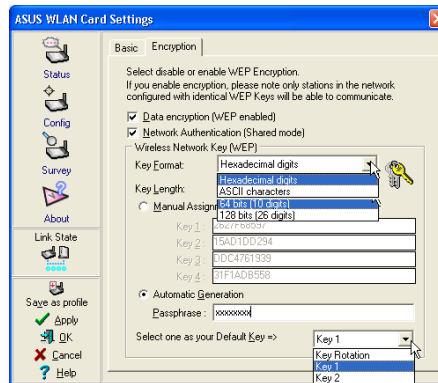 ASUS WLAN Card Settings
Status
Config
Survey
About
Link State
Save as profile
Apply
OK
Cancel
Help
Basic
Encryption
Select disable or enable WEP Encryption.
If you enable encryption, please note only stations in the network
configured with identical WEP Keys will be able to communicate.
Data encryption (WEP enabled)
Network Authentication (Shared mode)
Wireless Network Key (WEP)
Key Format: Hexadecimal digits
Hexadecimal digits
ASCII characters
Key Length: 64 bits (10 digits)
128 bits (26 digits)
Manual
Key 1 :
Key 2 : 15AD1DD294
Key 3 : DDC4761939
Key 4 : 31F1ADB558
Automatic Generation
Passphrase : xxxxxxxx
Select one as your Default Key => Key 1
Key Rotation
Key 1
Key 2